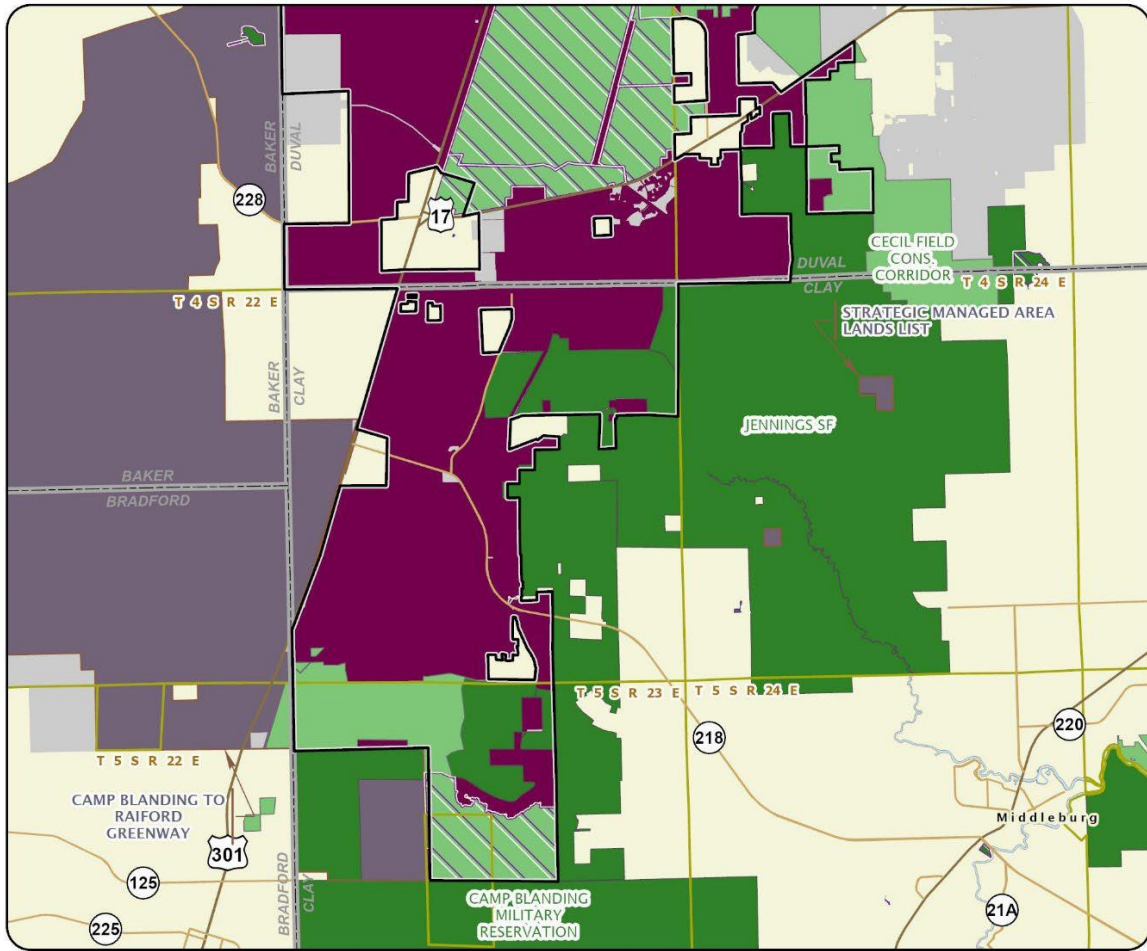 BAKER
DUVAL
228
17
CECIL FIELD
CONS.
CORRIDOR
DUVAL
CLAY
T 4 S R 22 E
T 4 S R 24 E
STRATEGIC MANAGED AREA
LANDS LIST
BAKER
CLAY
JENNINGS SF
BAKER
BRADFORD
T 5 S R 23 E
T 5 S R 24 E
218
220
T 5 S R 22 E
CAMP BLANDING TO
RAIFORD
GREENWAY
Middleburg
301
125
BRADFORD
CLAY
CAMP BLANDING
MILITARY
RESERVATION
21A
225